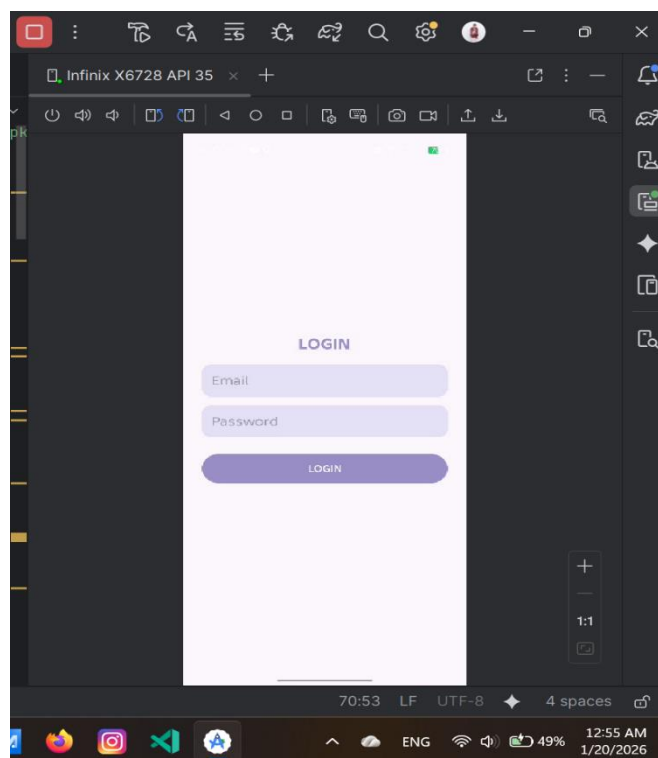 Infinix X6728 API 35
pk
LOGIN
Email
Password
LOGIN
1:1
70:53 LF UTF-8 4 spaces
ENG 49% 12:55 AM
1/20/2026